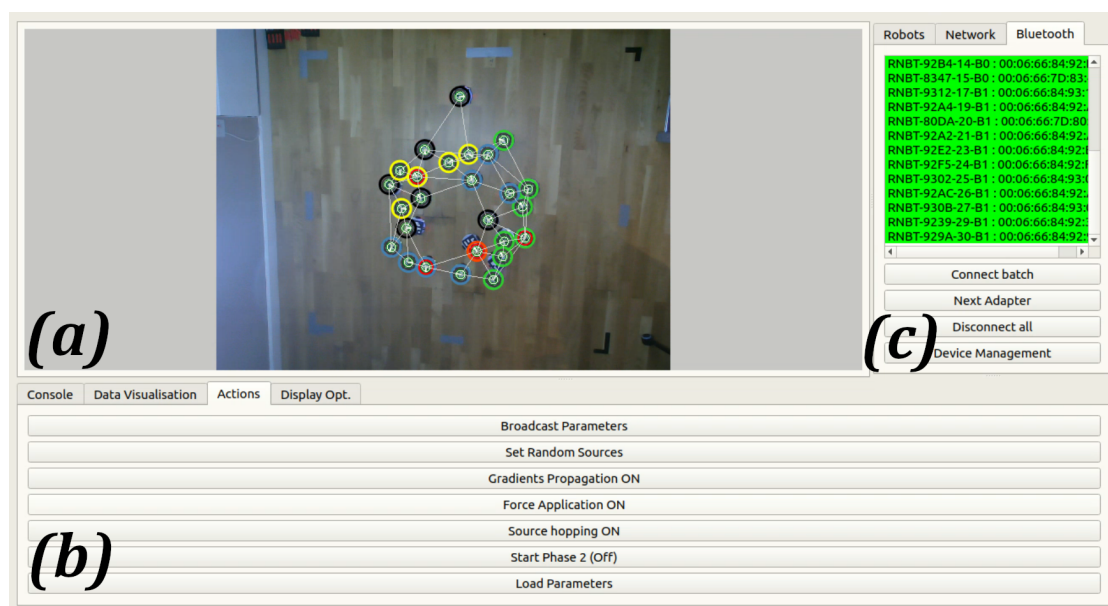 Robots Network Bluetooth
RNBT-92B4-14-B0 : 00:06:66:84:92:
RNBT-8347-15-B0 : 00:06:66:7D:83:
RNBT-9312-17-B1 : 00:06:66:84:93:
RNBT-92A4-19-B1 : 00:06:66:84:92:
RNBT-80DA-20-B1 : 00:06:66:7D:80:
RNBT-92A2-21-B1 : 00:06:66:84:92:
RNBT-92E2-23-B1 : 00:06:66:84:92:
RNBT-92F5-24-B1 : 00:06:66:84:92:
RNBT-9302-25-B1 : 00:06:66:84:93:
RNBT-92AC-26-B1 : 00:06:66:84:92:
RNBT-930B-27-B1 : 00:06:66:84:93:
RNBT-9239-29-B1 : 00:06:66:84:92:
RNBT-929A-30-B1 : 00:06:66:84:92:
Connect batch
Next Adapter
Disconnect all
Device Management
(a)
(c)
Console Data Visualisation Actions Display Opt.
Broadcast Parameters
Set Random Sources
Gradients Propagation ON
Force Application ON
Source hopping ON
Start Phase 2 (Off)
Load Parameters
(b)